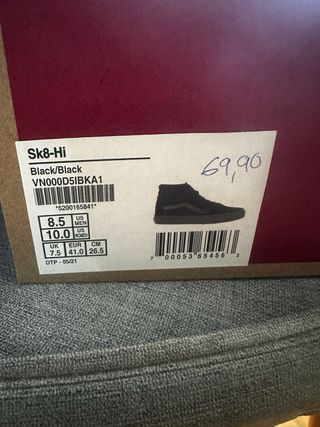 Sk8-Hi
Black/Black
VN000D5IBKA1
*5200165841*
69,90
8.5 US MEN
10.0 US WOMEN
UK EUR CM
7.5 41.0 26.5
DTP - 05/21
7 00053 65456 3